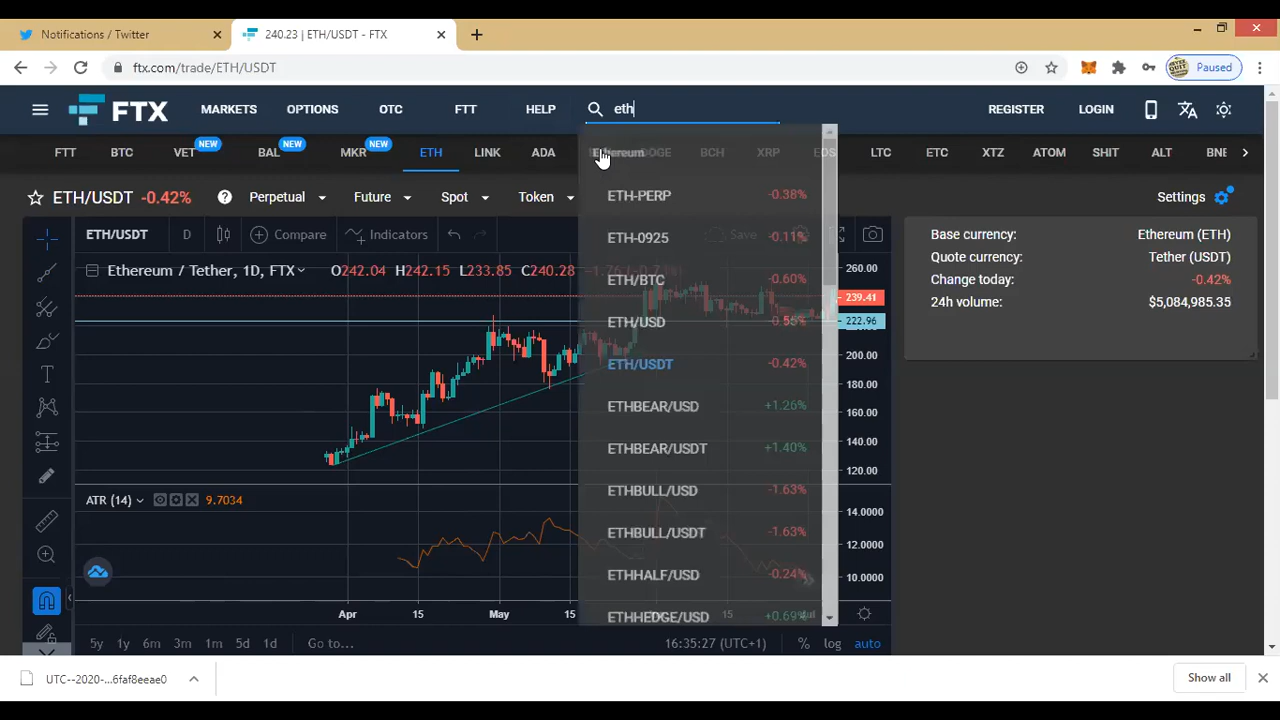 Notifications / Twitter
240.23 | ETH/USDT - FTX
ftx.com/trade/ETH/USDT
Paused
FTX
MARKETS OPTIONS OTC FTT HELP eth REGISTER LOGIN
NEW NEW NEW
FTT BTC VET BAL MKR ETH LINK ADA DOGE BCH XRP EOS LTC ETC XTZ ATOM SHIT ALT BNB
Ethereum
ETH/USDT -0.42% Perpetual Future Spot Token Settings
ETH-PERP -0.38%
ETH-0925 -0.11%
ETH/BTC -0.60%
ETH/USD -0.55%
ETH/USDT -0.42%
ETHBEAR/USD +1.26%
ETHBEAR/USDT +1.40%
ETHBULL/USD -1.63%
ETHBULL/USDT -1.63%
ETHHALF/USD -0.24%
ETHHEDGE/USD +0.69%
ETH/USDT D Compare Indicators Save
Ethereum / Tether, 1D, FTX O242.04 H242.15 L233.85 C240.28
260.00
239.41
222.96
200.00
180.00
160.00
140.00
120.00
ATR (14) 9.7034
14.0000
12.0000
10.0000
Apr 15 May 15 15 Jul
5y 1y 6m 3m 1m 5d 1d Go to... 16:35:27 (UTC+1) % log auto
Base currency: Ethereum (ETH)
Quote currency: Tether (USDT)
Change today: -0.42%
24h volume: $5,084,985.35
UTC--2020-...6faf8eeae0
Show all